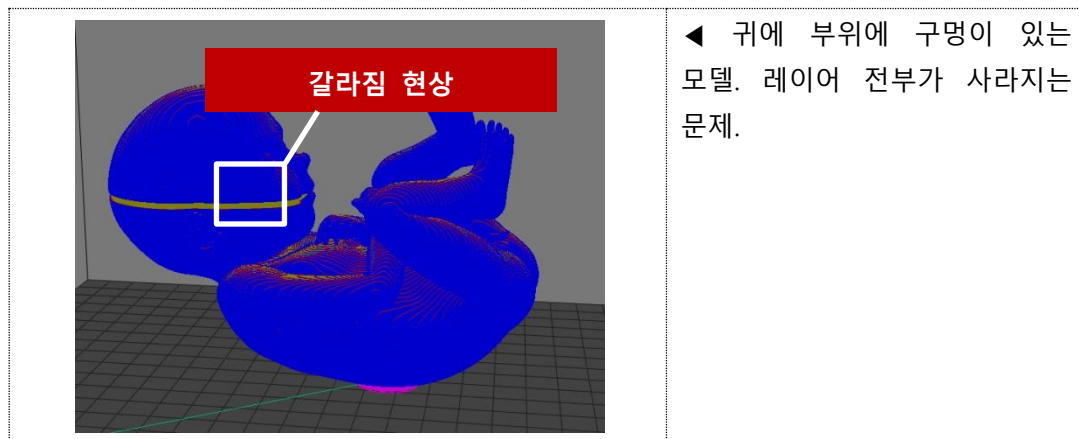 갈라짐 현상
◀ 귀에 부위에 구멍이 있는
모델. 레이어 전부가 사라지는
문제.